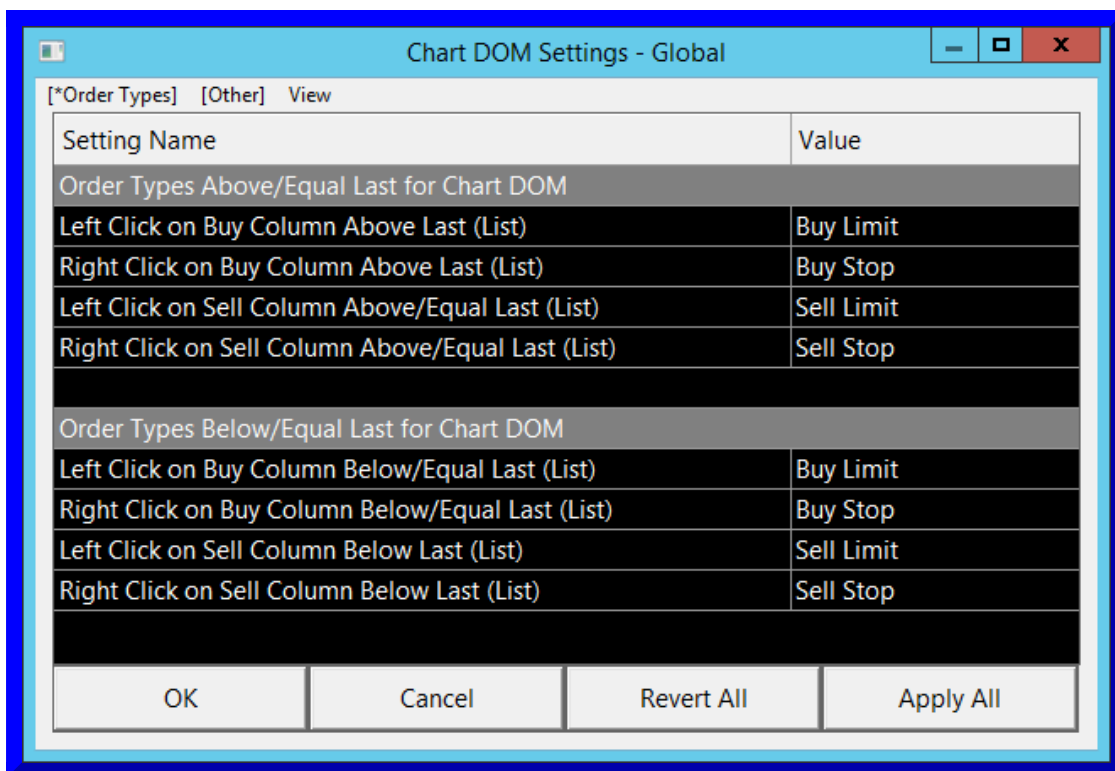 Chart DOM Settings - Global
[*Order Types] [Other] View
Setting Name Value
Order Types Above/Equal Last for Chart DOM
Left Click on Buy Column Above Last (List) Buy Limit
Right Click on Buy Column Above Last (List) Buy Stop
Left Click on Sell Column Above/Equal Last (List) Sell Limit
Right Click on Sell Column Above/Equal Last (List) Sell Stop
Order Types Below/Equal Last for Chart DOM
Left Click on Buy Column Below/Equal Last (List) Buy Limit
Right Click on Buy Column Below/Equal Last (List) Buy Stop
Left Click on Sell Column Below Last (List) Sell Limit
Right Click on Sell Column Below Last (List) Sell Stop
OK Cancel Revert All Apply All